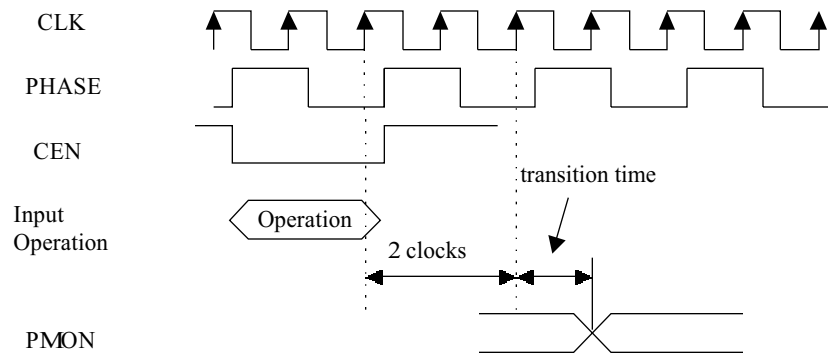 CLK
PHASE
CEN
transition time
Input
Operation
Operation
2 clocks
PMON